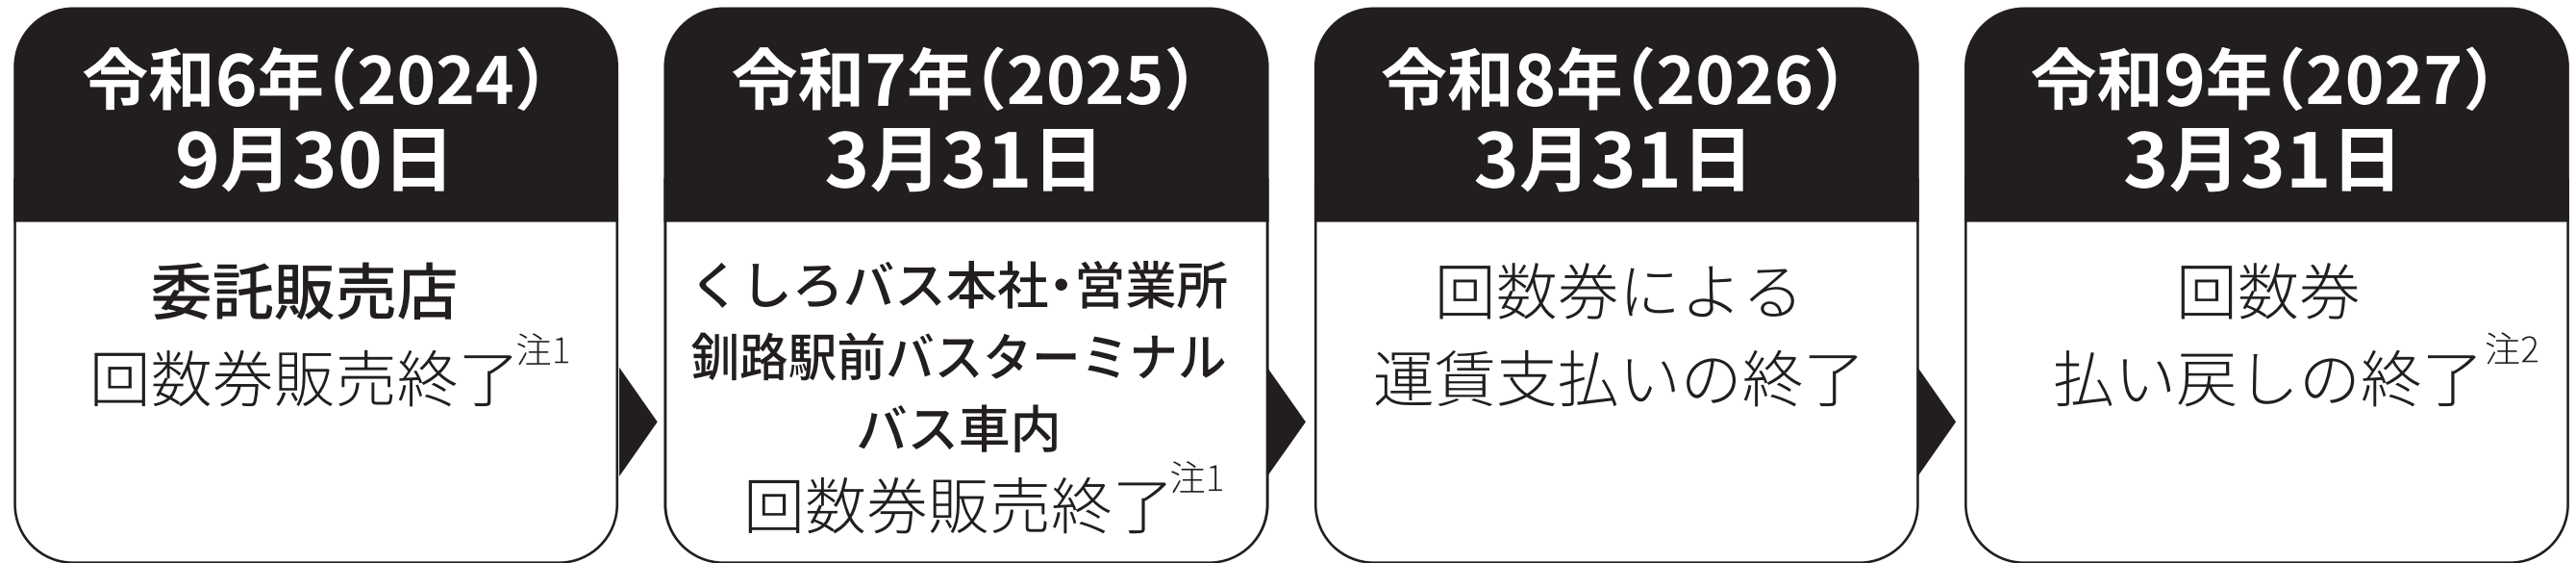 令和6年(2024)
9月30日
委託販売店
回数券販売終了注1
令和7年(2025)
3月31日
くしろバス本社・営業所
釧路駅前バスターミナル
バス車内
回数券販売終了注1
令和8年(2026)
3月31日
回数券による
運賃支払いの終了
令和9年(2027)
3月31日
回数券
払い戻しの終了注2